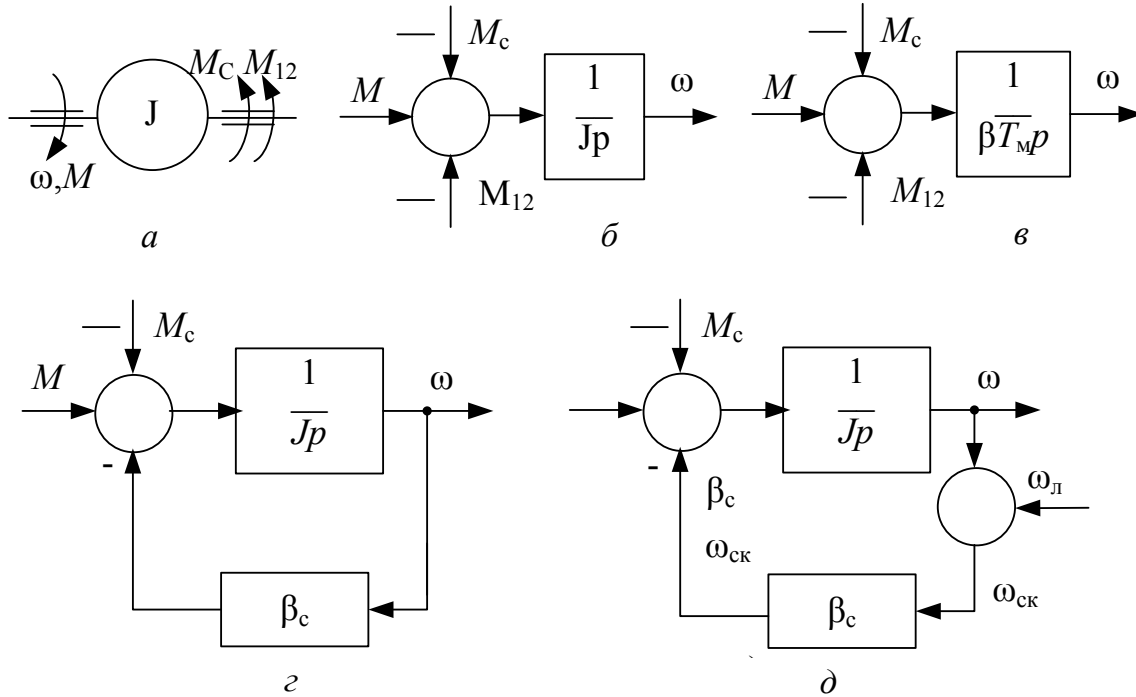 M_C M_12
J
ω,M
а
— M_c
M
1
Jp
ω
— M_12
б
— M_c
M
1
βT_м p
ω
— M_12
в
— M_c
M
1
Jp
ω
-
β_c
г
— M_c
1
Jp
ω
-
β_c
ω_ск
ω_л
β_c
ω_ск
д